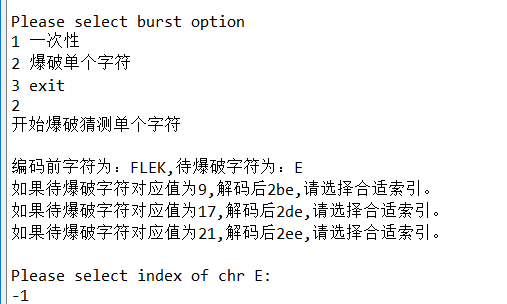 Please select burst option
1 一次性
2 爆破单个字符
3 exit
2
开始爆破猜测单个字符
编码前字符为：FLEK,待爆破字符为：E
如果待爆破字符对应值为9,解码后2be,请选择合适索引。
如果待爆破字符对应值为17,解码后2de,请选择合适索引。
如果待爆破字符对应值为21,解码后2ee,请选择合适索引。
Please select index of chr E:
-1